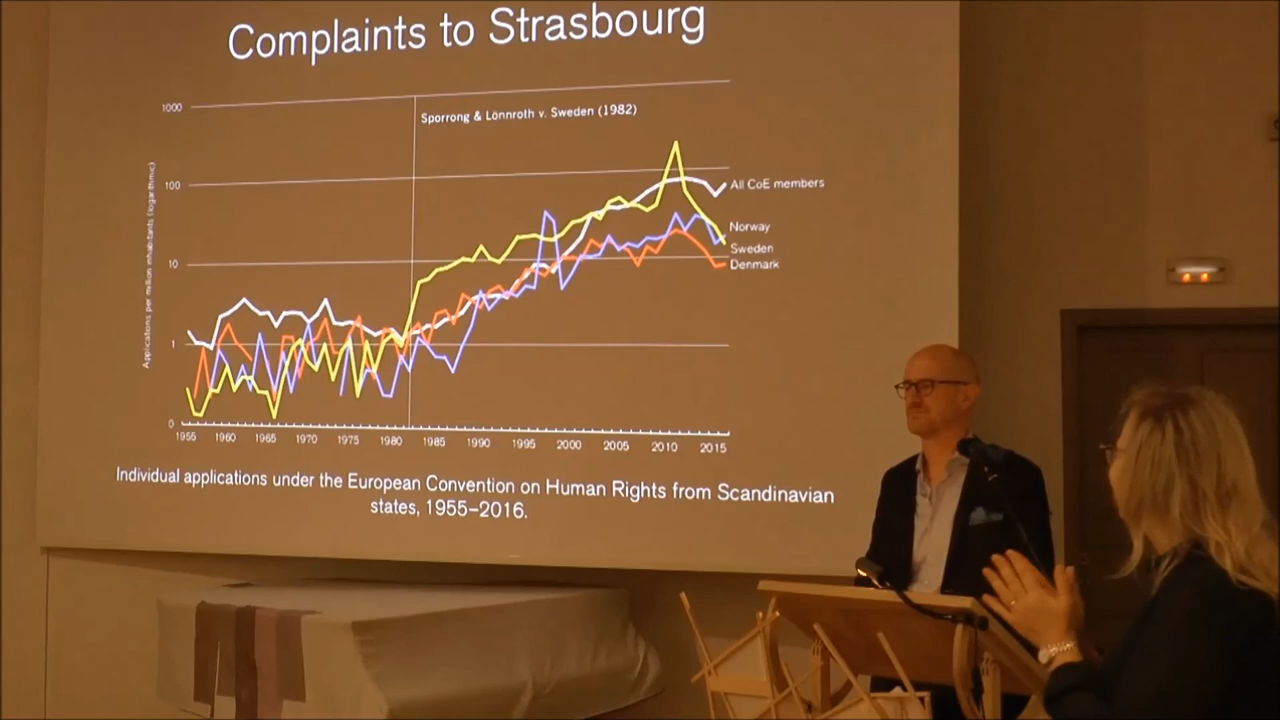 Complaints to Strasbourg
1000
Sporrong & Lönnroth v. Sweden (1982)
100
All CoE members
Norway
Sweden
10
Denmark
Applications per million inhabitants (logarithmic)
1
0
1955 1960 1965 1970 1975 1980 1985 1990 1995 2000 2005 2010 2015
Individual applications under the European Convention on Human Rights from Scandinavian
states, 1955–2016.